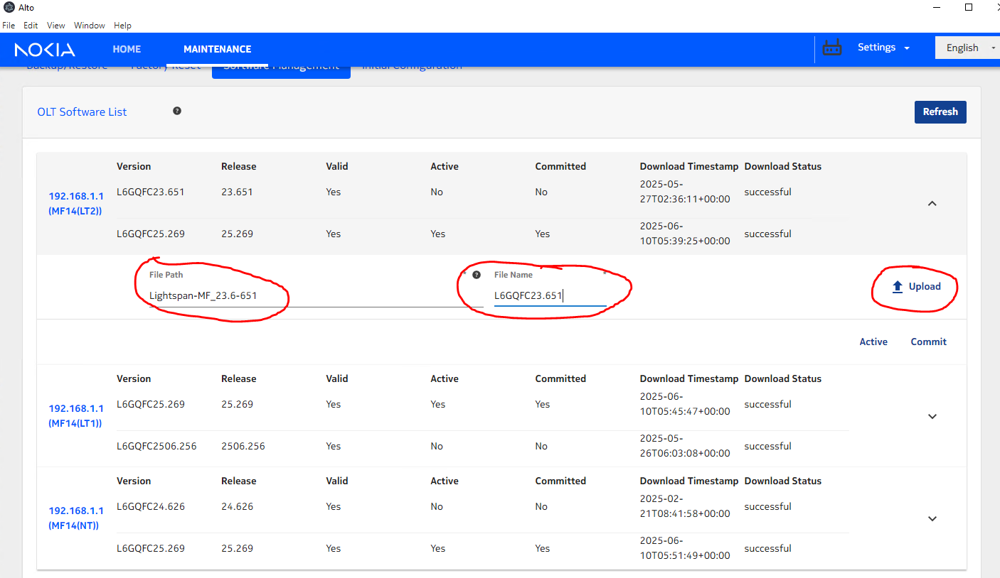 Alto
File Edit View Window Help
NOKIA HOME MAINTENANCE Settings English
Backup/Restore Factory Reset Software Management Initial Configuration
OLT Software List ? Refresh
Version Release Valid Active Committed Download Timestamp Download Status
192.168.1.1
(MF14(LT2))
L6GQFC23.651 23.651 Yes No No 2025-05-
27T02:36:11+00:00 successful
L6GQFC25.269 25.269 Yes Yes Yes 2025-06-
10T05:39:25+00:00 successful
File Path * ? File Name *
Lightspan-MF_23.6-651 L6GQFC23.651 Upload
Active Commit
Version Release Valid Active Committed Download Timestamp Download Status
192.168.1.1
(MF14(LT1))
L6GQFC25.269 25.269 Yes Yes Yes 2025-06-
10T05:45:47+00:00 successful
L6GQFC2506.256 2506.256 Yes No No 2025-05-
26T06:03:08+00:00 successful
Version Release Valid Active Committed Download Timestamp Download Status
192.168.1.1
(MF14(NT))
L6GQFC24.626 24.626 Yes No No 2025-02-
21T08:41:58+00:00 successful
L6GQFC25.269 25.269 Yes Yes Yes 2025-06-
10T05:51:49+00:00 successful